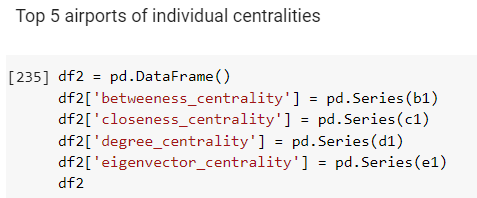 Top 5 airports of individual centralities
[235] df2 = pd.DataFrame()
df2['betweeness_centrality'] = pd.Series(b1)
df2['closeness_centrality'] = pd.Series(c1)
df2['degree_centrality'] = pd.Series(d1)
df2['eigenvector_centrality'] = pd.Series(e1)
df2